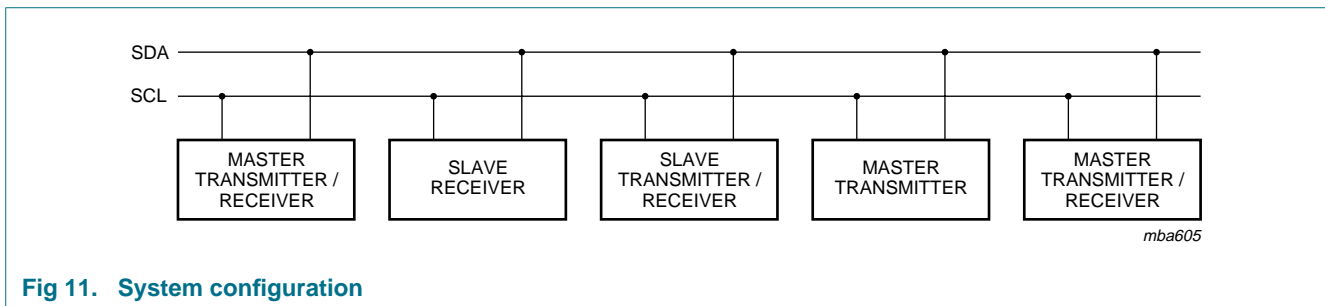 SDA
SCL
MASTER
TRANSMITTER /
RECEIVER
SLAVE
RECEIVER
SLAVE
TRANSMITTER /
RECEIVER
MASTER
TRANSMITTER
MASTER
TRANSMITTER /
RECEIVER
mba605
Fig 11. System configuration